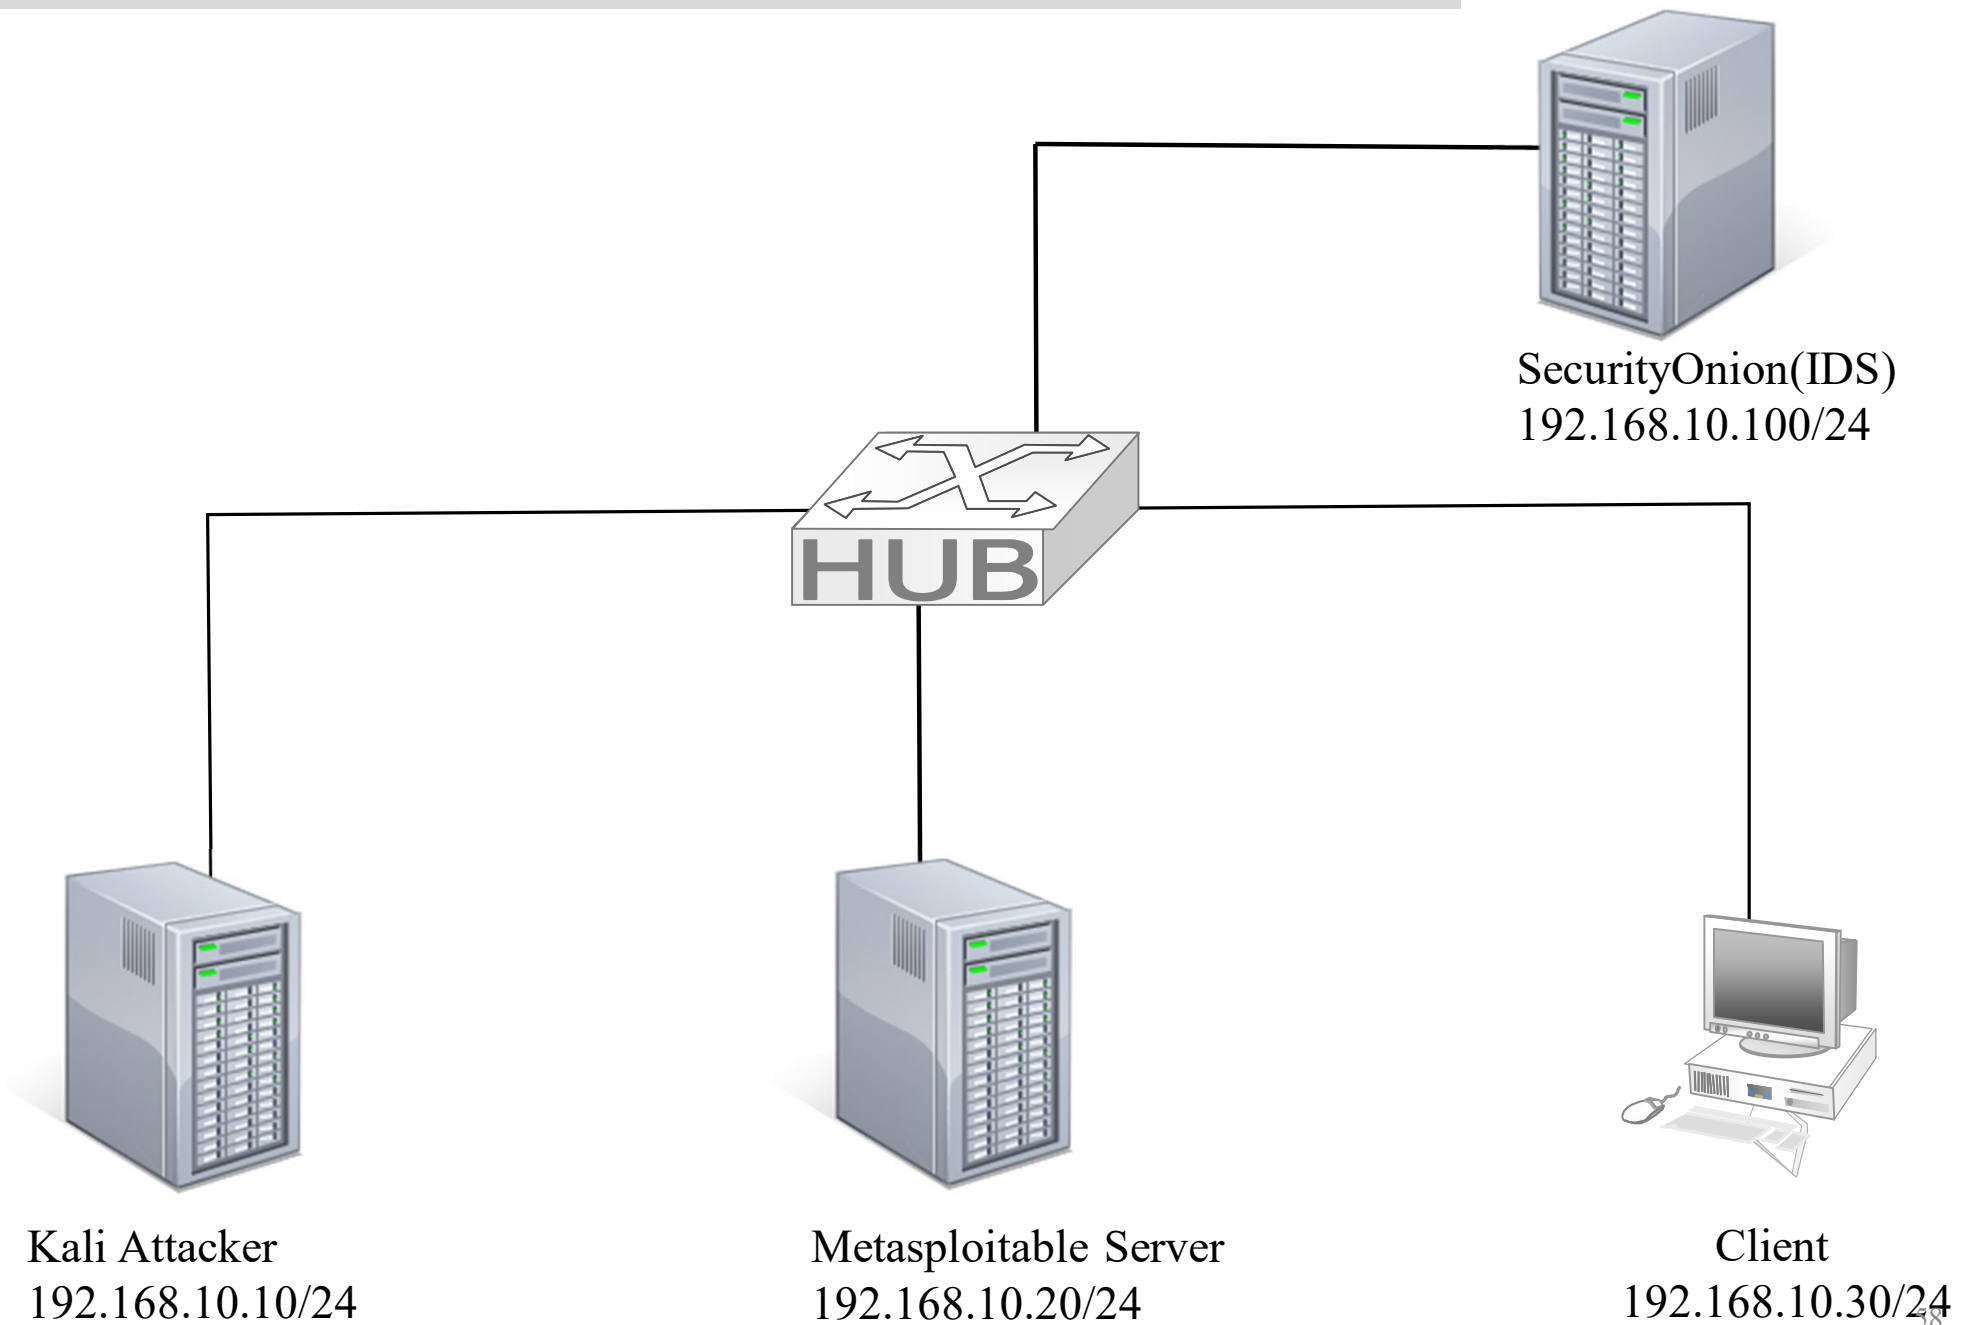 SecurityOnion(IDS)
192.168.10.100/24
HUB
Kali Attacker
192.168.10.10/24
Metasploitable Server
192.168.10.20/24
Client
192.168.10.30/24
58